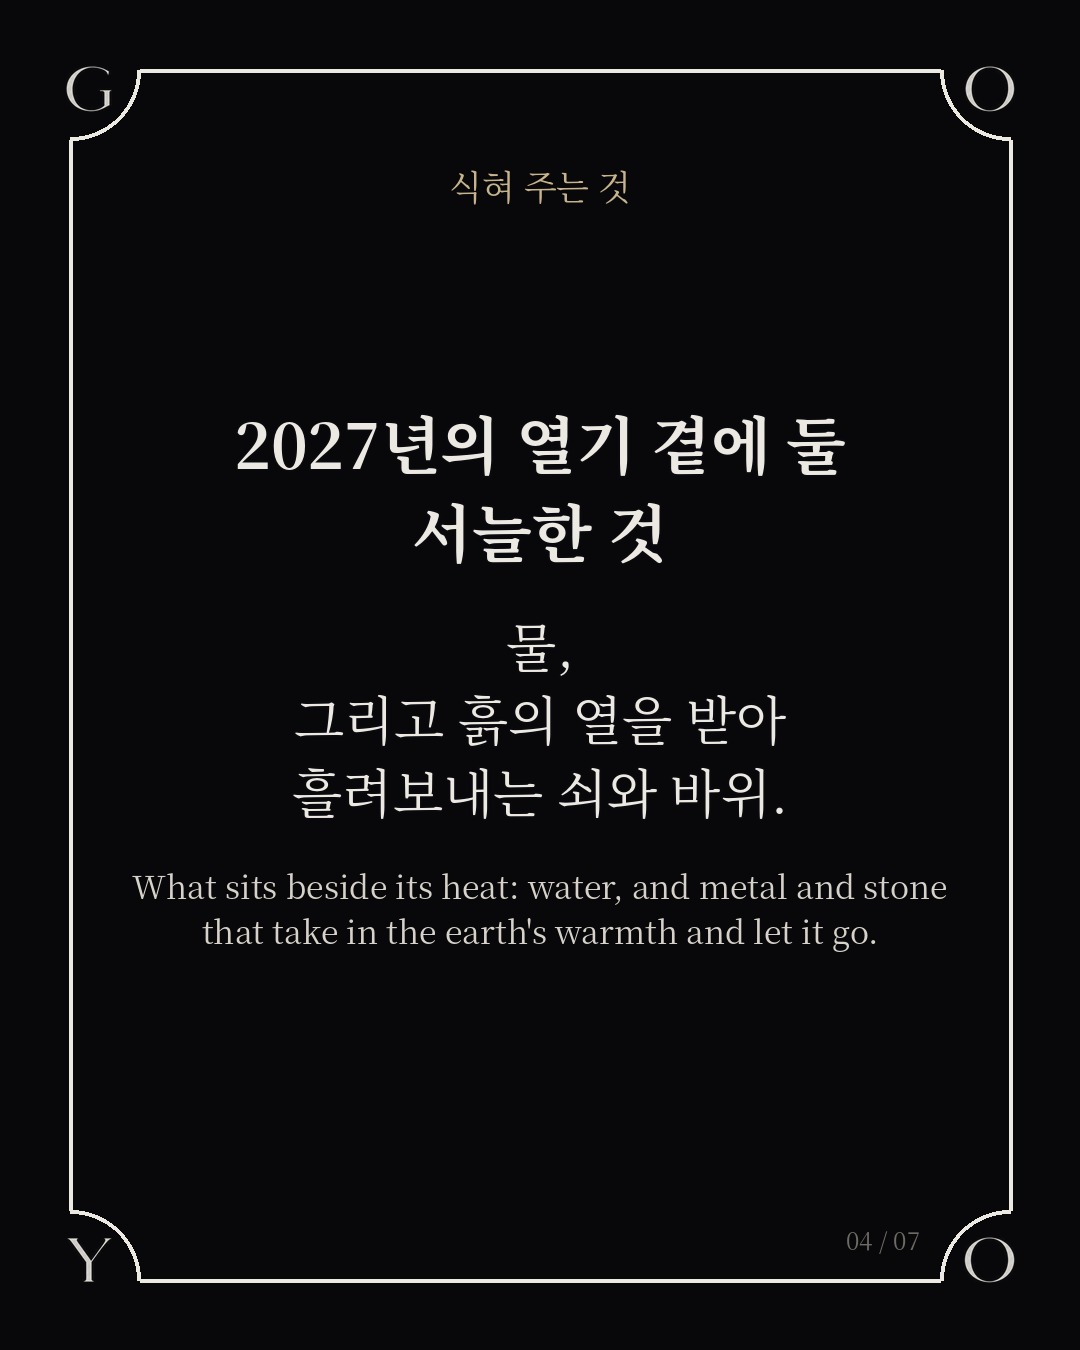 G O
식혀 주는 것
2027년의 열기 곁에 둘
서늘한 것
물,
그리고 흙의 열을 받아
흘려보내는 쇠와 바위.
What sits beside its heat: water, and metal and stone
that take in the earth's warmth and let it go.
04 / 07
Y O